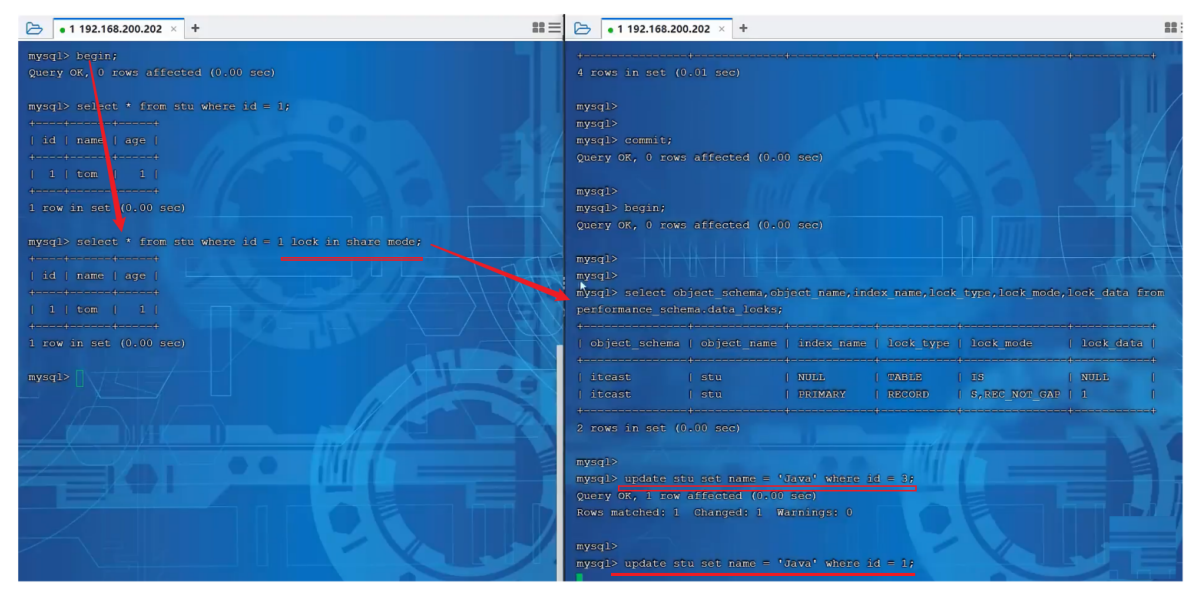 1 192.168.200.202 × +
mysql> begin;
Query OK, 0 rows affected (0.00 sec)
mysql> select * from stu where id = 1;
+----+------+-----+
| id | name | age |
+----+------+-----+
| 1 | tom | 1 |
+----+------+-----+
1 row in set (0.00 sec)
mysql> select * from stu where id = 1 lock in share mode;
+----+------+-----+
| id | name | age |
+----+------+-----+
| 1 | tom | 1 |
+----+------+-----+
1 row in set (0.00 sec)
mysql>
1 192.168.200.202 × +
+---------------+-------------+------------+-----------+---------------+-----------+
4 rows in set (0.01 sec)
mysql>
mysql>
mysql> commit;
Query OK, 0 rows affected (0.00 sec)
mysql>
mysql> begin;
Query OK, 0 rows affected (0.00 sec)
mysql>
mysql>
mysql> select object_schema,object_name,index_name,lock_type,lock_mode,lock_data from
performance_schema.data_locks;
+---------------+-------------+------------+-----------+---------------+-----------+
| object_schema | object_name | index_name | lock_type | lock_mode | lock_data |
+---------------+-------------+------------+-----------+---------------+-----------+
| itcast | stu | NULL | TABLE | IS | NULL |
| itcast | stu | PRIMARY | RECORD | S,REC_NOT_GAP | 1 |
+---------------+-------------+------------+-----------+---------------+-----------+
2 rows in set (0.00 sec)
mysql>
mysql> update stu set name = 'Java' where id = 3;
Query OK, 1 row affected (0.00 sec)
Rows matched: 1 Changed: 1 Warnings: 0
mysql>
mysql> update stu set name = 'Java' where id = 1;